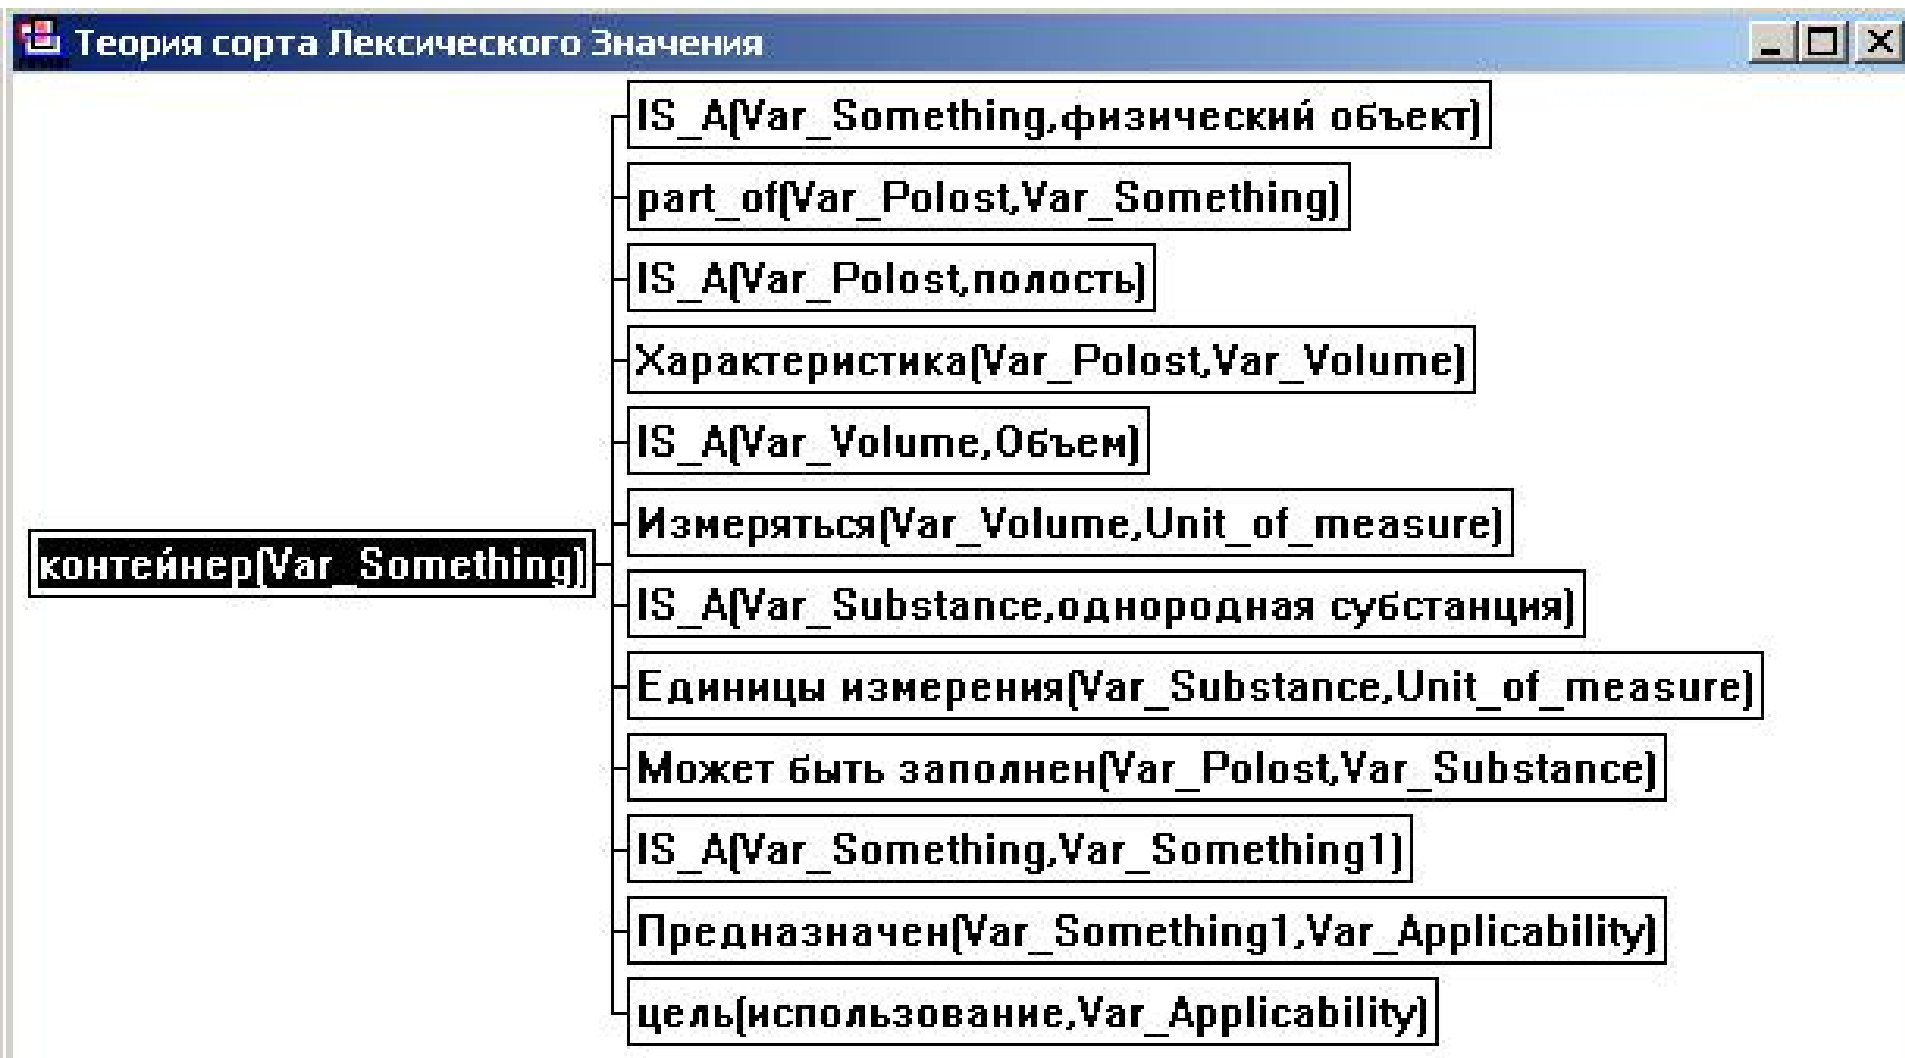 Теория сорта Лексического Значения
IS_A(Var_Something,физический объект)
part_of(Var_Polost,Var_Something)
IS_A(Var_Polost,полость)
Характеристика(Var_Polost,Var_Volume)
IS_A(Var_Volume,Объем)
Измеряться(Var_Volume,Unit_of_measure)
контейнер(Var_Something)
IS_A(Var_Substance,однородная субстанция)
Единицы измерения(Var_Substance,Unit_of_measure)
Может быть заполнен(Var_Polost,Var_Substance)
IS_A(Var_Something,Var_Something1)
Предназначен(Var_Something1,Var_Applicability)
цель(использование,Var_Applicability)